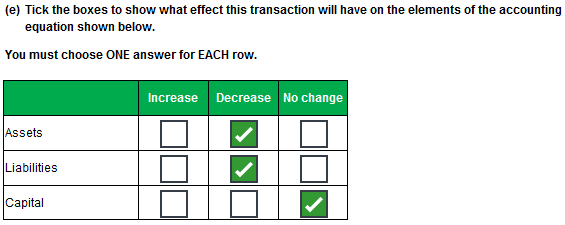 (e) Tick the boxes to show what effect this transaction will have on the elements of the accounting
equation shown below.
You must choose ONE answer for EACH row.
Increase Decrease No change
Assets
Liabilities
Capital